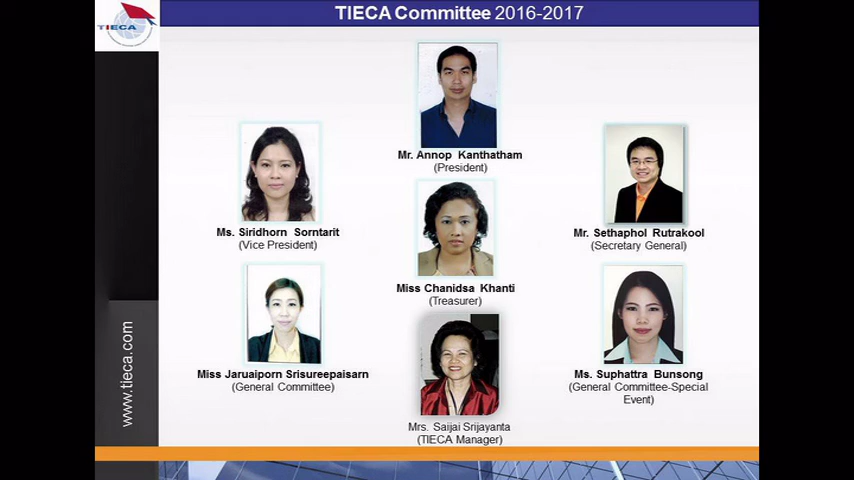 TIECA Committee 2016-2017
TIECA
Mr. Annop Kanthatham
(President)
Ms. Siridhorn Sorntarit
(Vice President)
Mr. Sethaphol Rutrakool
(Secretary General)
Miss Chanidsa Khanti
(Treasurer)
Miss Jaruaiporn Srisureepaisarn
(General Committee)
Ms. Suphattra Bunsong
(General Committee-Special
Event)
Mrs. Saijai Srijayanta
(TIECA Manager)
www.tieca.com